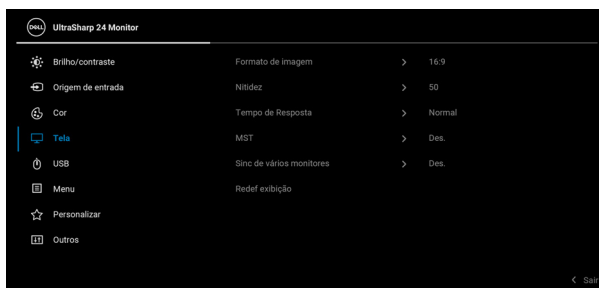 DELL UltraSharp 24 Monitor
Brilho/contraste Formato de imagem > 16:9
Origem de entrada Nitidez > 50
Cor Tempo de Resposta > Normal
Tela MST > Des.
USB Sinc de vários monitores > Des.
Menu Redef exibição
Personalizar
Outros
< Sair